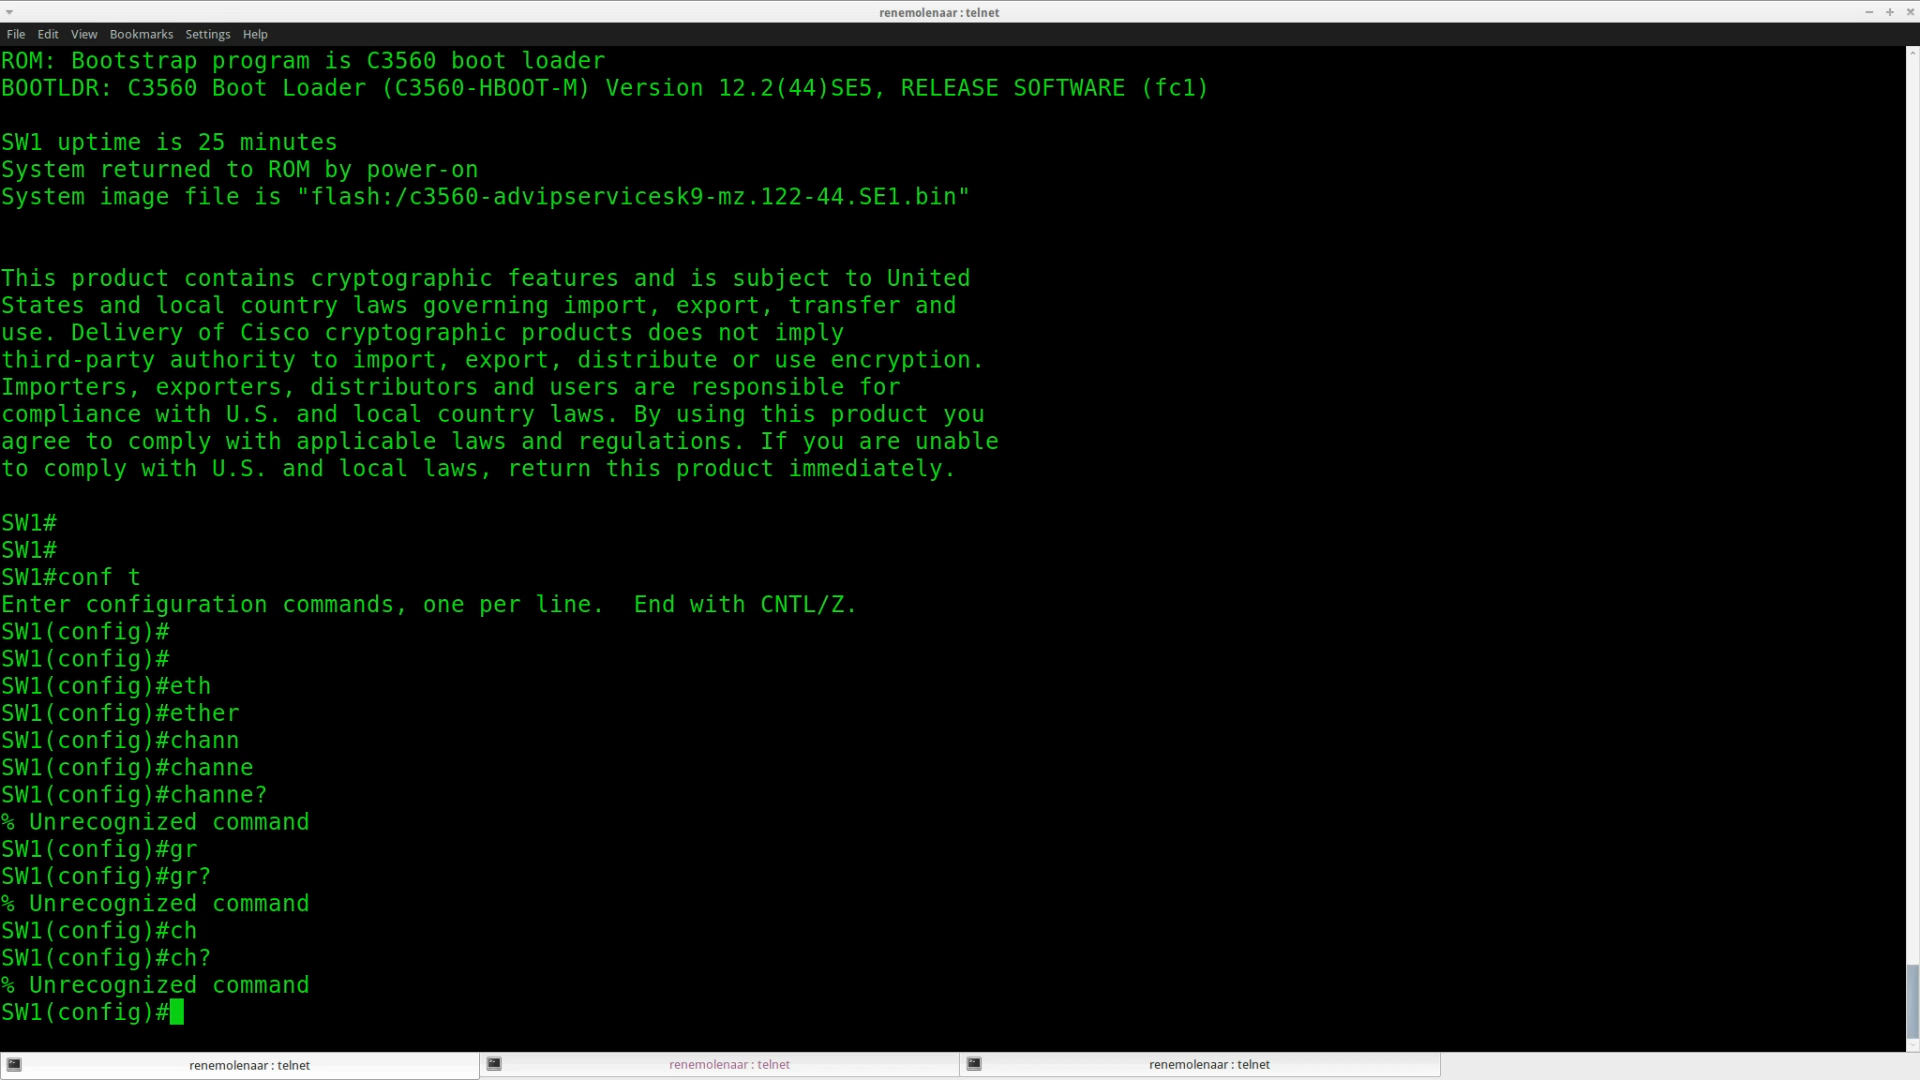 renemolenaar : telnet
File Edit View Bookmarks Settings Help
ROM: Bootstrap program is C3560 boot loader
BOOTLDR: C3560 Boot Loader (C3560-HBOOT-M) Version 12.2(44)SE5, RELEASE SOFTWARE (fc1)
SW1 uptime is 25 minutes
System returned to ROM by power-on
System image file is "flash:/c3560-advipservicesk9-mz.122-44.SE1.bin"
This product contains cryptographic features and is subject to United
States and local country laws governing import, export, transfer and
use. Delivery of Cisco cryptographic products does not imply
third-party authority to import, export, distribute or use encryption.
Importers, exporters, distributors and users are responsible for
compliance with U.S. and local country laws. By using this product you
agree to comply with applicable laws and regulations. If you are unable
to comply with U.S. and local laws, return this product immediately.
SW1#
SW1#
SW1#conf t
Enter configuration commands, one per line.  End with CNTL/Z.
SW1(config)#
SW1(config)#
SW1(config)#eth
SW1(config)#ether
SW1(config)#chann
SW1(config)#channe
SW1(config)#channe?
% Unrecognized command
SW1(config)#gr
SW1(config)#gr?
% Unrecognized command
SW1(config)#ch
SW1(config)#ch?
% Unrecognized command
SW1(config)#
renemolenaar : telnet renemolenaar : telnet renemolenaar : telnet